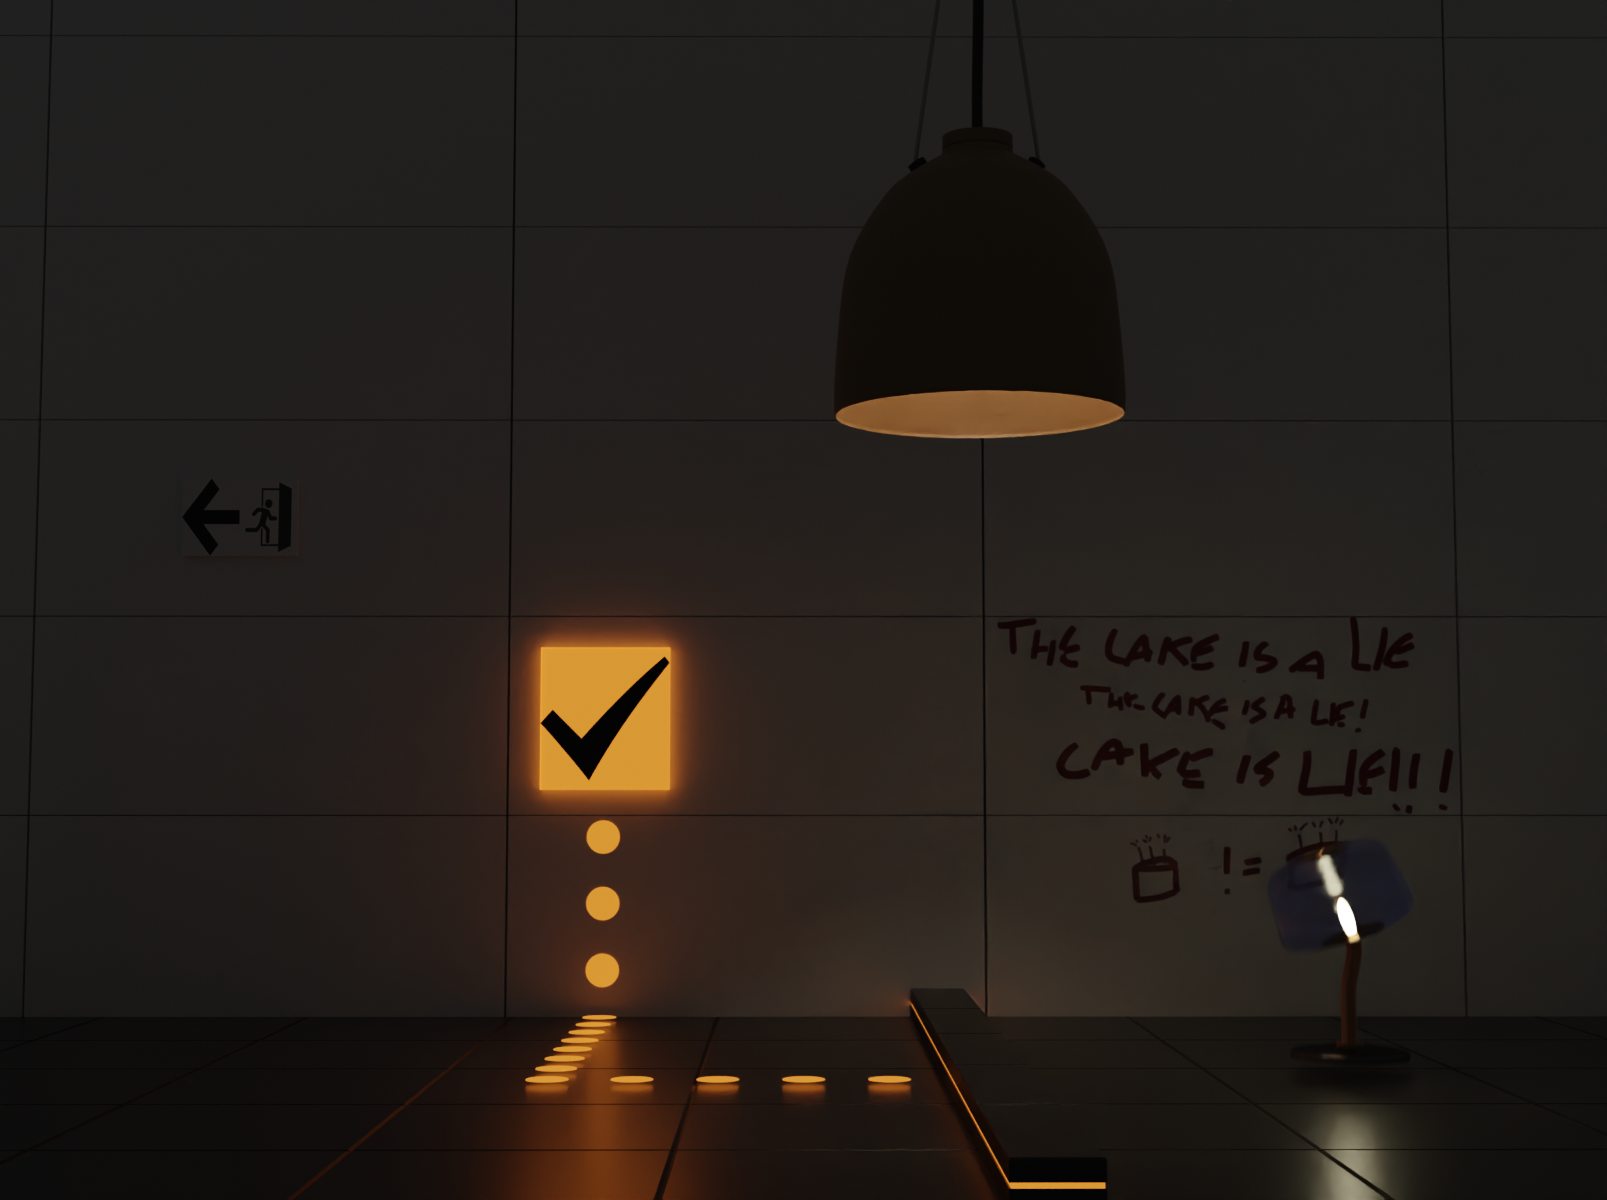 THE CAKE IS A LIE
THE CAKE IS A LIE!
CAKE IS LIE!!!
!=